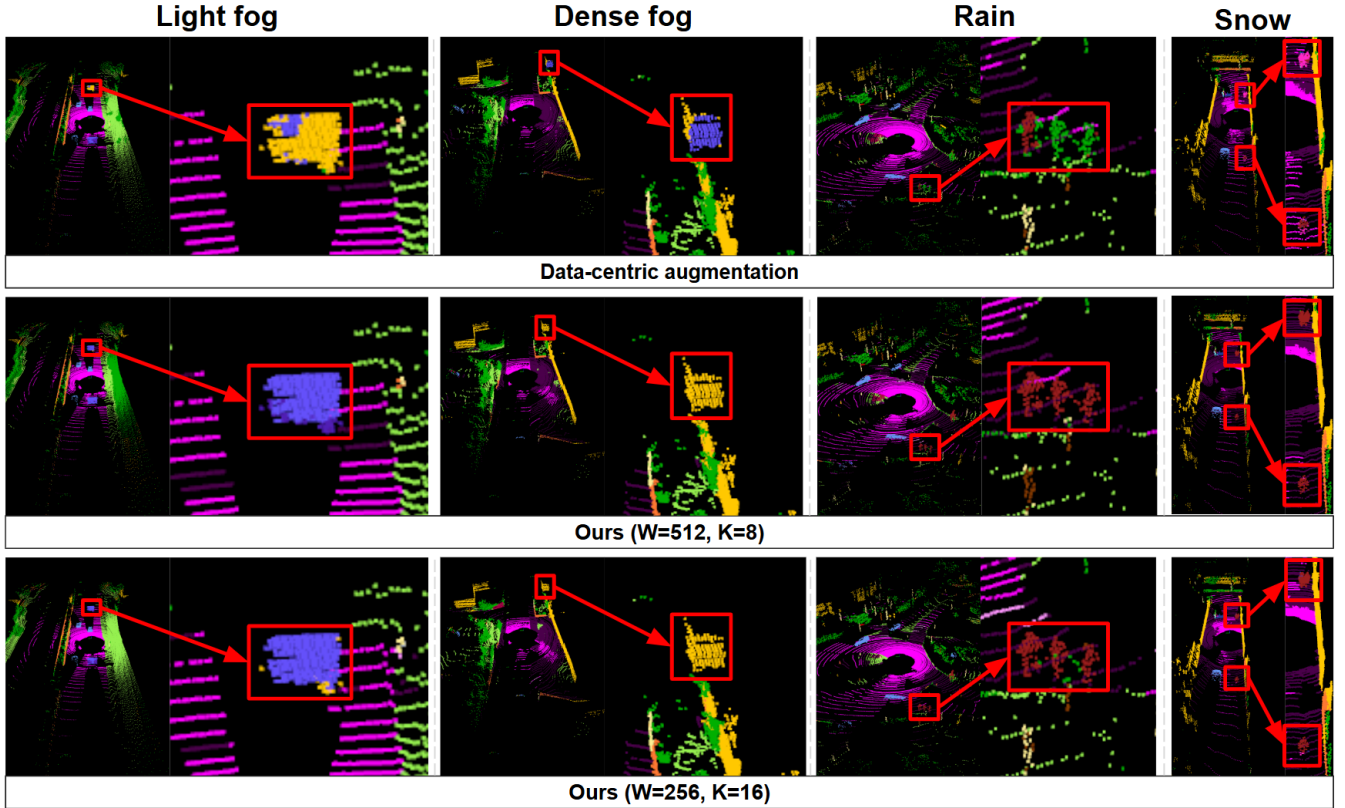 Light fog Dense fog Rain Snow
Data-centric augmentation
Ours (W=512, K=8)
Ours (W=256, K=16)